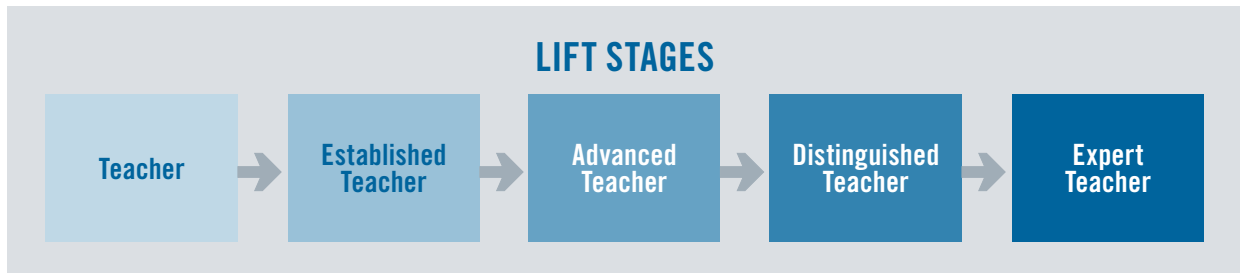 LIFT STAGES
Teacher
Established
Teacher
Advanced
Teacher
Distinguished
Teacher
Expert
Teacher